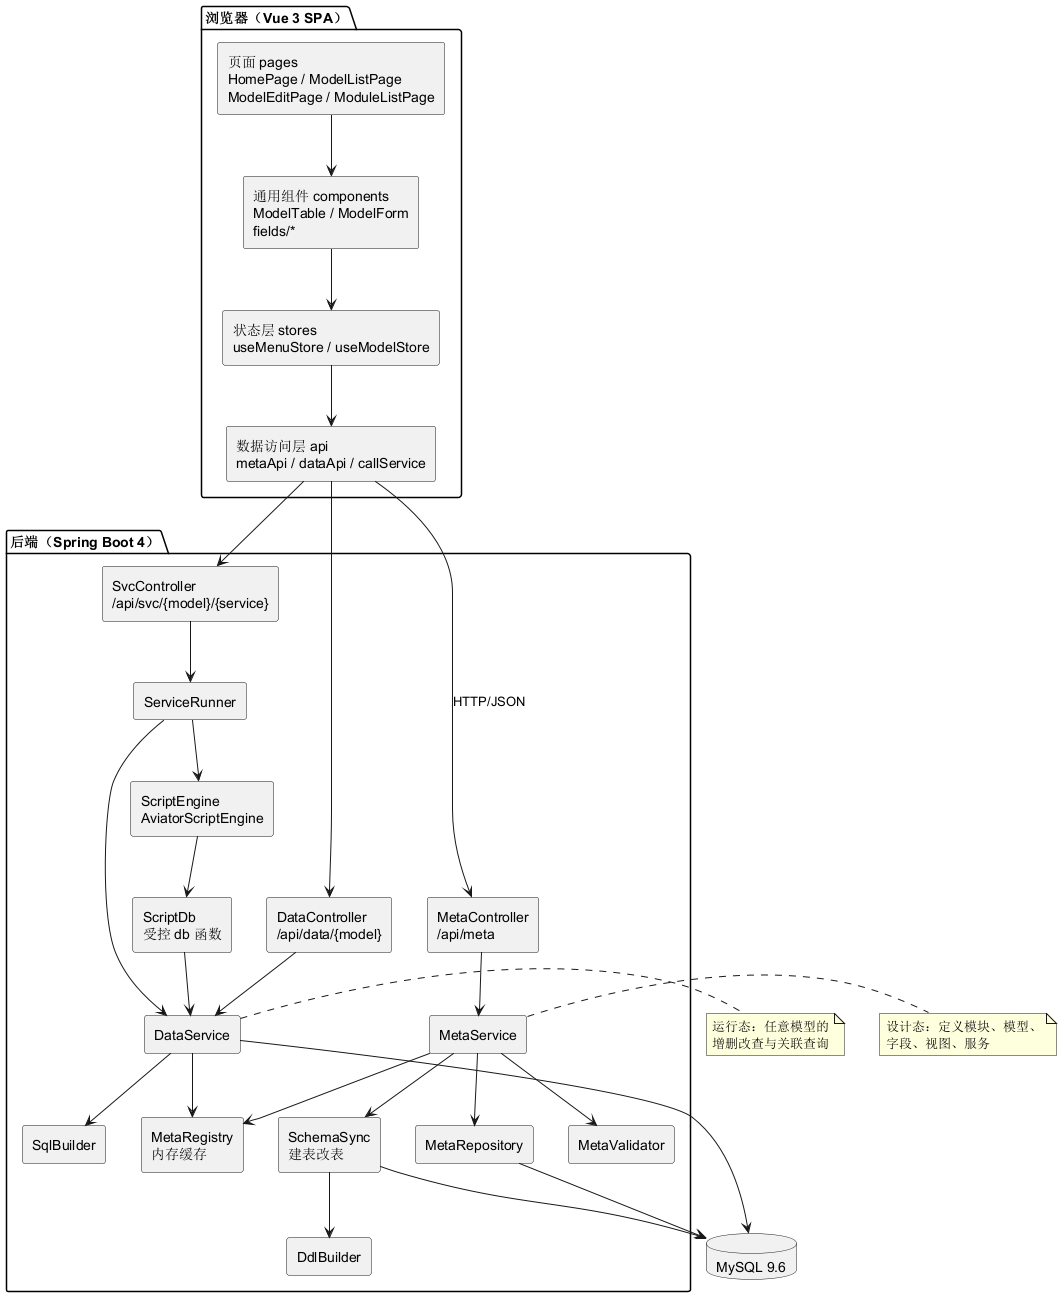 浏览器（Vue 3 SPA）
页面 pages
HomePage / ModelListPage
ModelEditPage / ModuleListPage
通用组件 components
ModelTable / ModelForm
fields/*
状态层 stores
useMenuStore / useModelStore
数据访问层 api
metaApi / dataApi / callService
后端（Spring Boot 4）
SvcController
/api/svc/{model}/{service}
ServiceRunner
HTTP/JSON
ScriptEngine
AviatorScriptEngine
ScriptDb
受控 db 函数
DataController
/api/data/{model}
MetaController
/api/meta
DataService
MetaService
运行态：任意模型的
增删改查与关联查询
设计态：定义模块、模型、
字段、视图、服务
SqlBuilder
MetaRegistry
内存缓存
SchemaSync
建表改表
MetaRepository
MetaValidator
DdlBuilder
MySQL 9.6